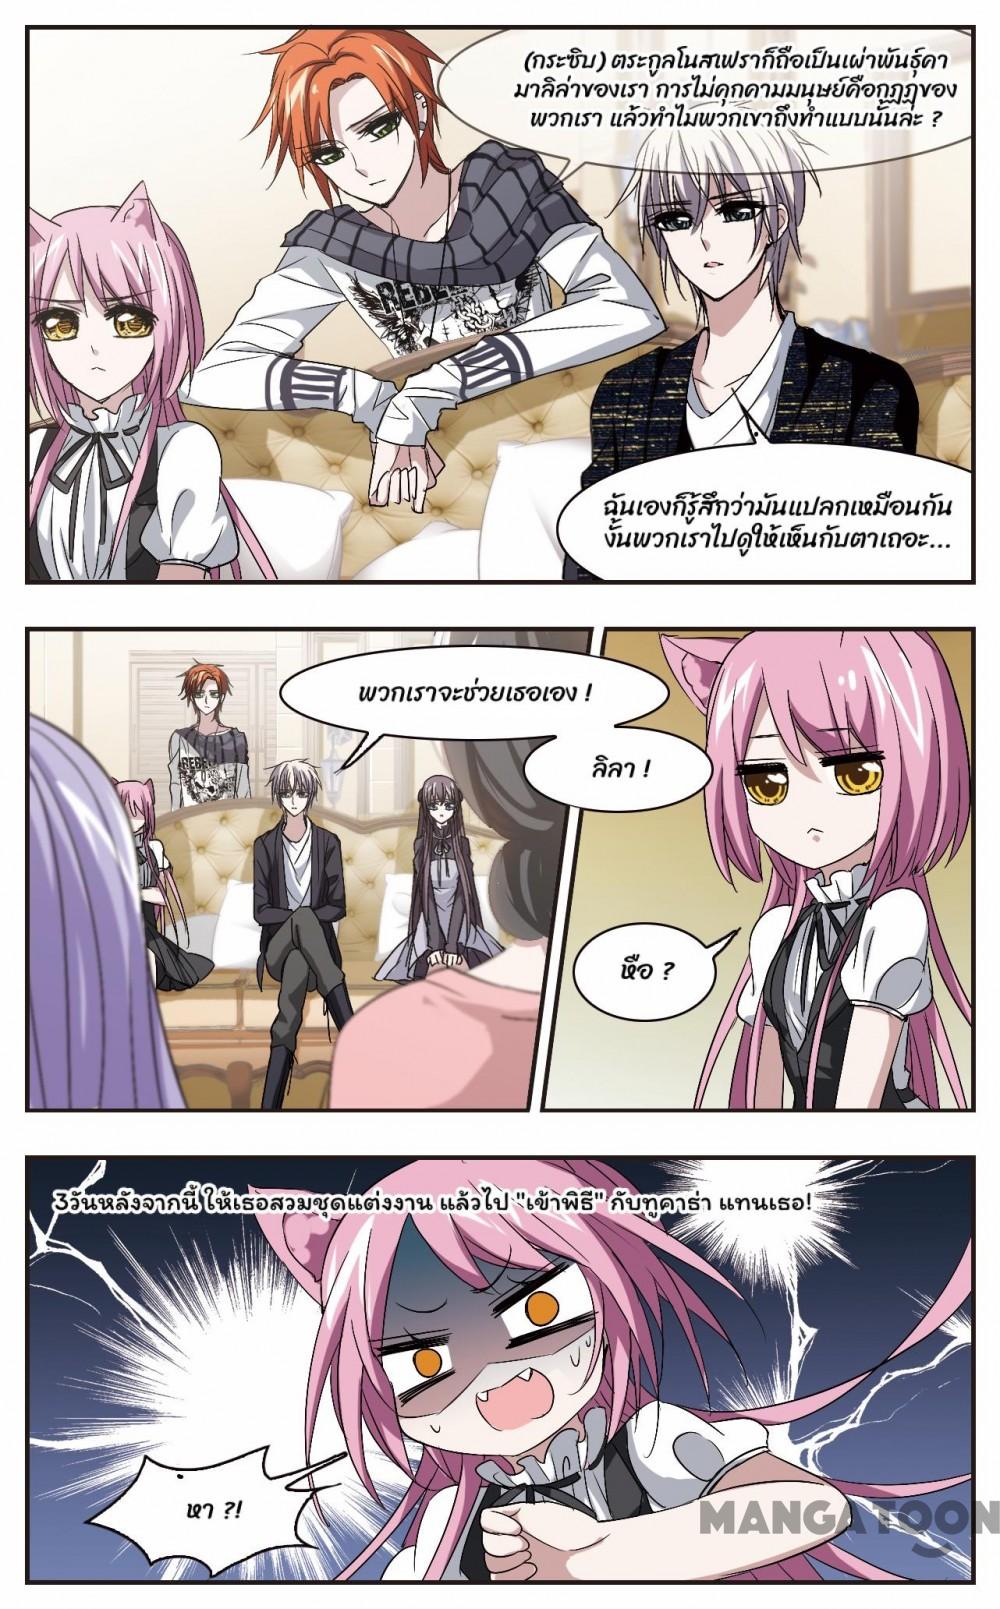 (กระซิบ) ตระกูลโนสเฟราก็ถือเป็นเผ่าพันธุ์คา
มาลิล่าของเรา การไม่คุกคามมนุษย์คือกฏฏของ
พวกเรา แล้วทำไมพวกเขาถึงทำแบบนั้นล่ะ ?
REBEL
ฉันเองก็รู้สึกว่ามันแปลกเหมือนกัน
งั้นพวกเราไปดูให้เห็นกับตาเถอะ...
พวกเราจะช่วยเธอเอง !
REBEL
ลิลา !
หือ ?
3วันหลังจากนี้ ให้เธอสวมชุดแต่งงาน แล้วไป "เข้าพิธี" กับทูคาธ่า แทนเธอ!
หา ?!
MANGATOON